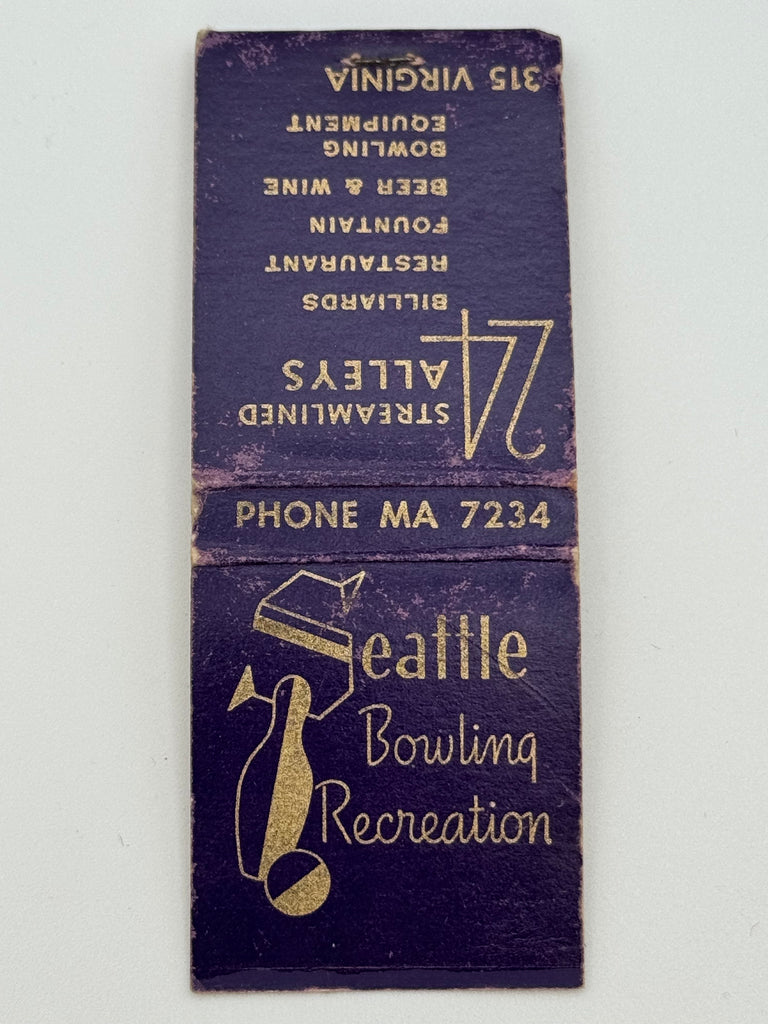 Seattle
Bowling
Recreation
PHONE MA 7234
24 STREAMLINED
ALLEYS
BILLIARDS
RESTAURANT
FOUNTAIN
BEER & WINE
BOWLING
EQUIPMENT
315 VIRGINIA